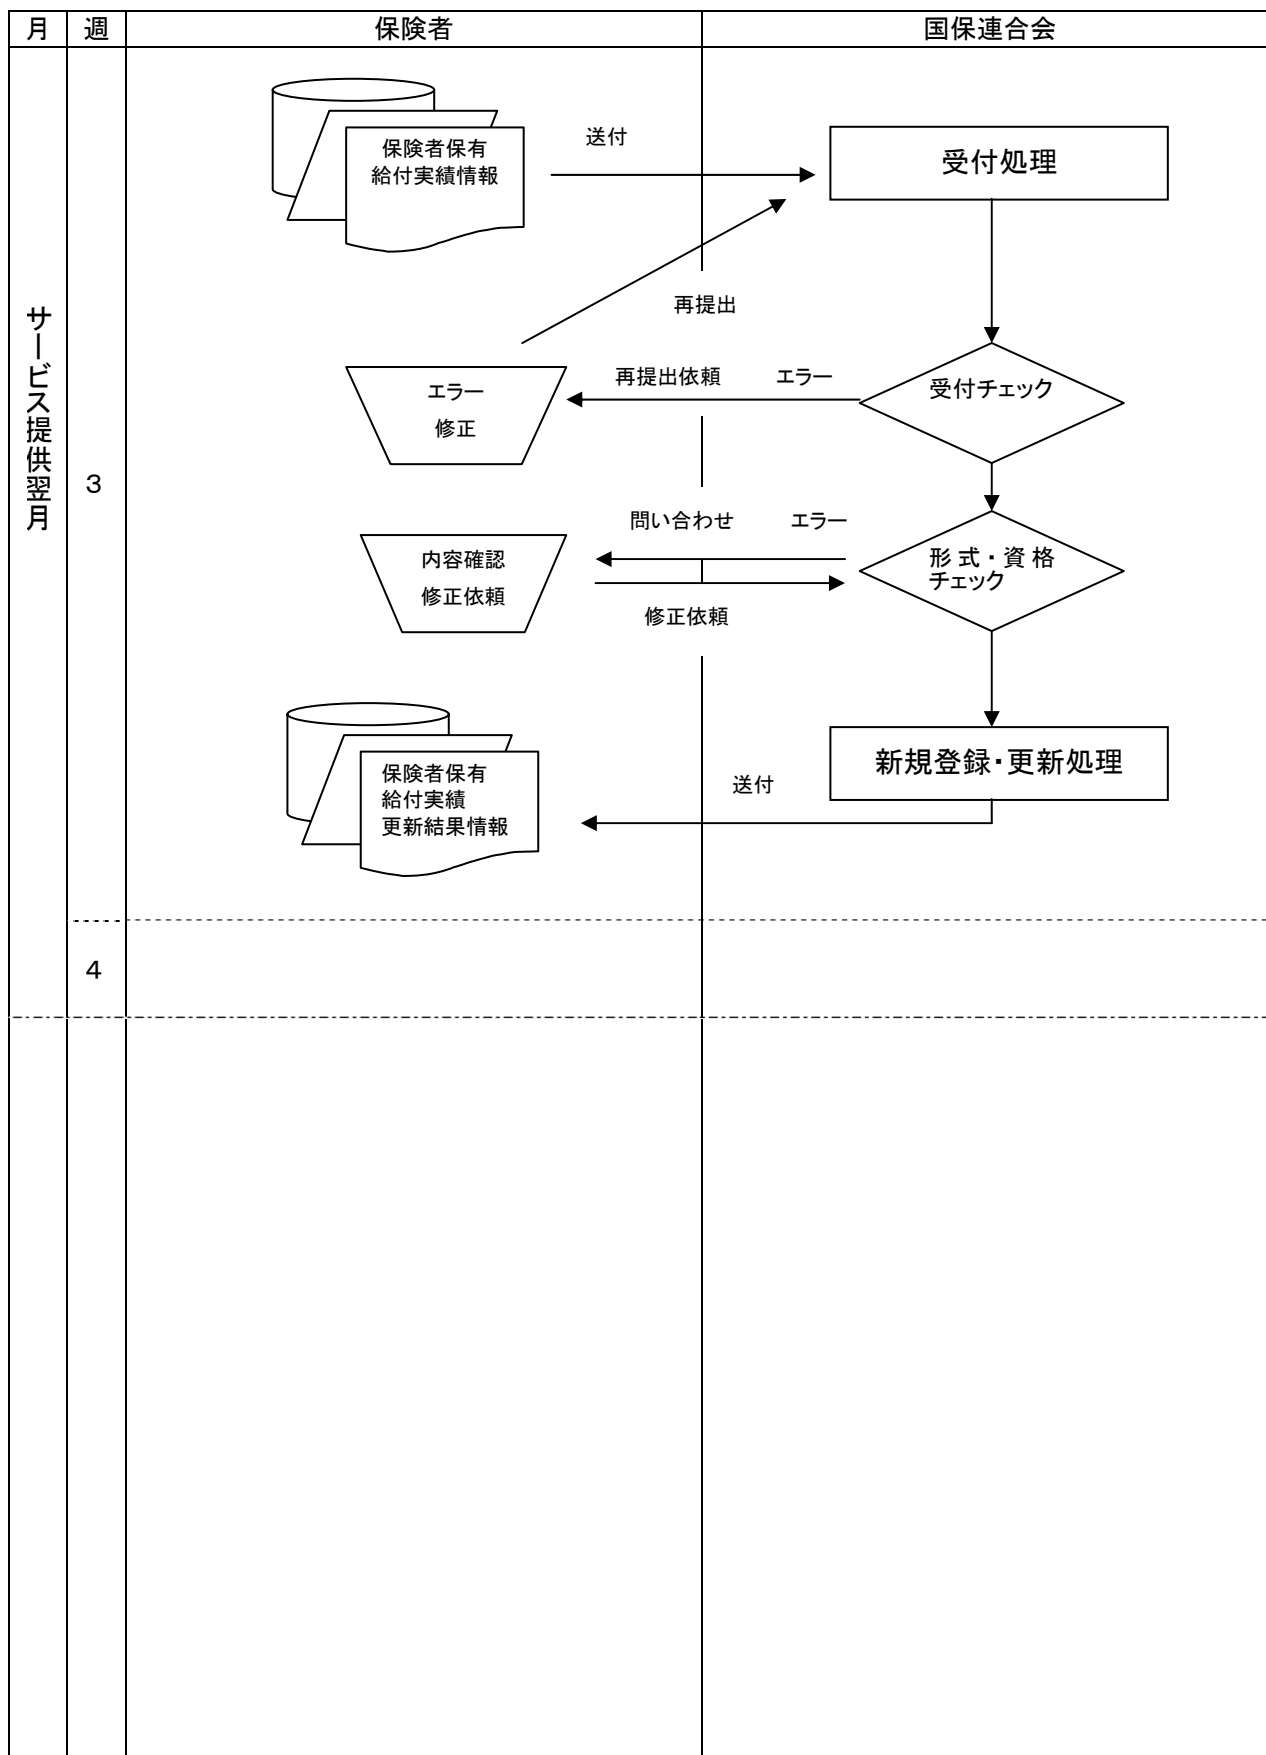 月 週 保険者 国保連合会
送付
保険者保有
給付実績情報
受付処理
再提出
サービス提供翌月
3
再提出依頼 エラー
エラー
修正
受付チェック
問い合わせ エラー
内容確認
修正依頼
形式・資格
チェック
修正依頼
保険者保有
給付実績
更新結果情報
送付
新規登録・更新処理
4